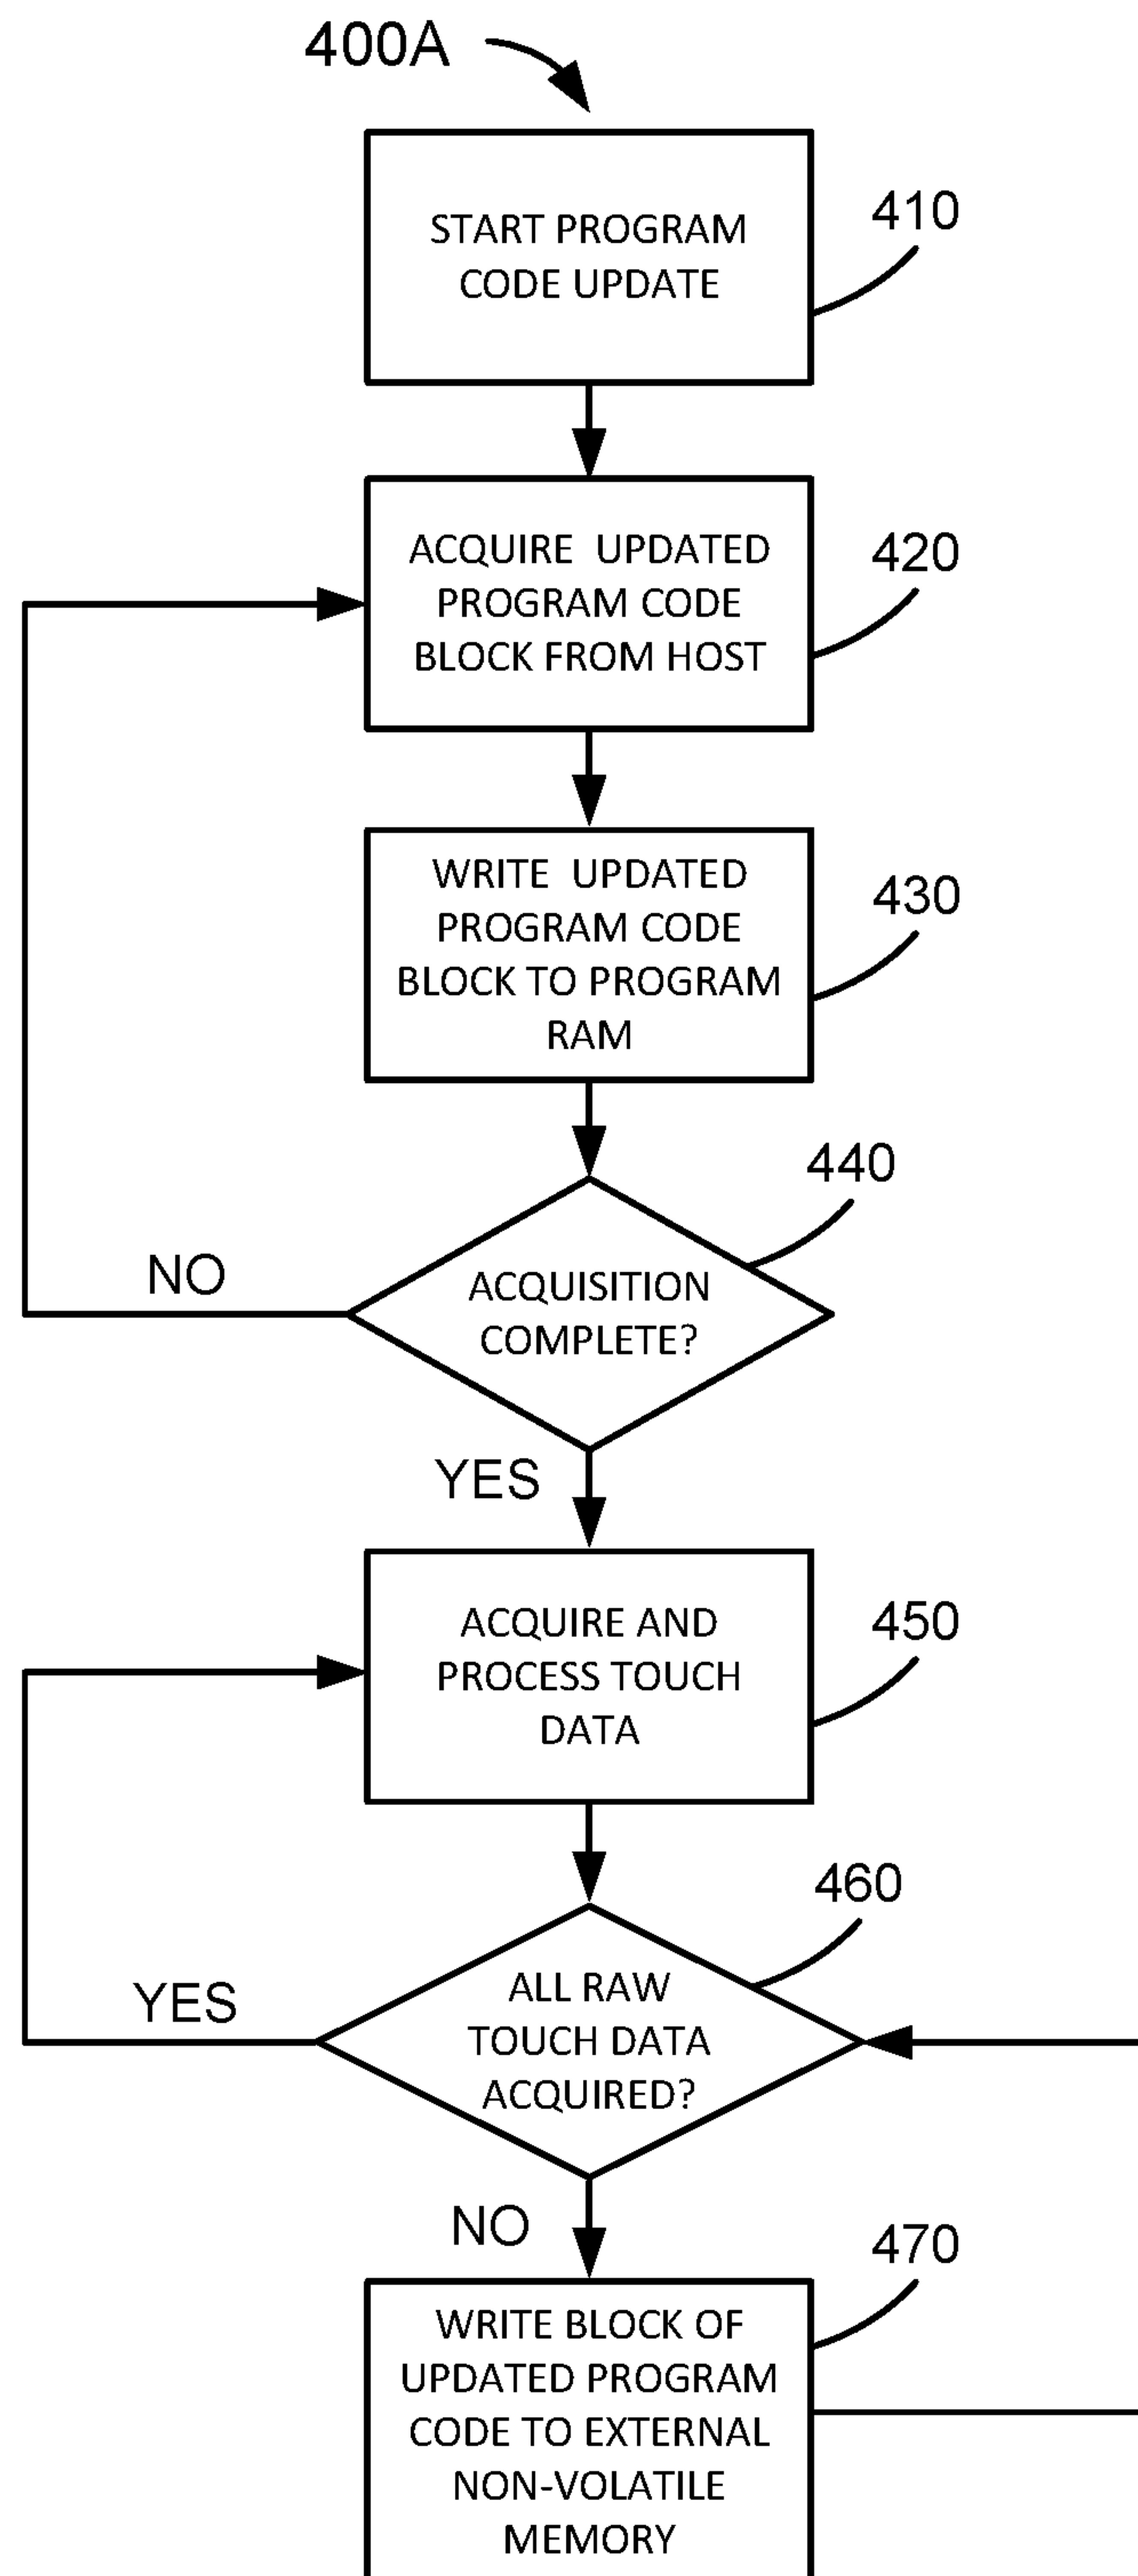 400A
START PROGRAM
CODE UPDATE
410
ACQUIRE UPDATED
PROGRAM CODE
BLOCK FROM HOST
420
WRITE UPDATED
PROGRAM CODE
BLOCK TO PROGRAM
RAM
430
440
ACQUISITION
COMPLETE?
NO
YES
ACQUIRE AND
PROCESS TOUCH
DATA
450
460
ALL RAW
TOUCH DATA
ACQUIRED?
YES
NO
470
WRITE BLOCK OF
UPDATED PROGRAM
CODE TO EXTERNAL
NON-VOLATILE
MEMORY